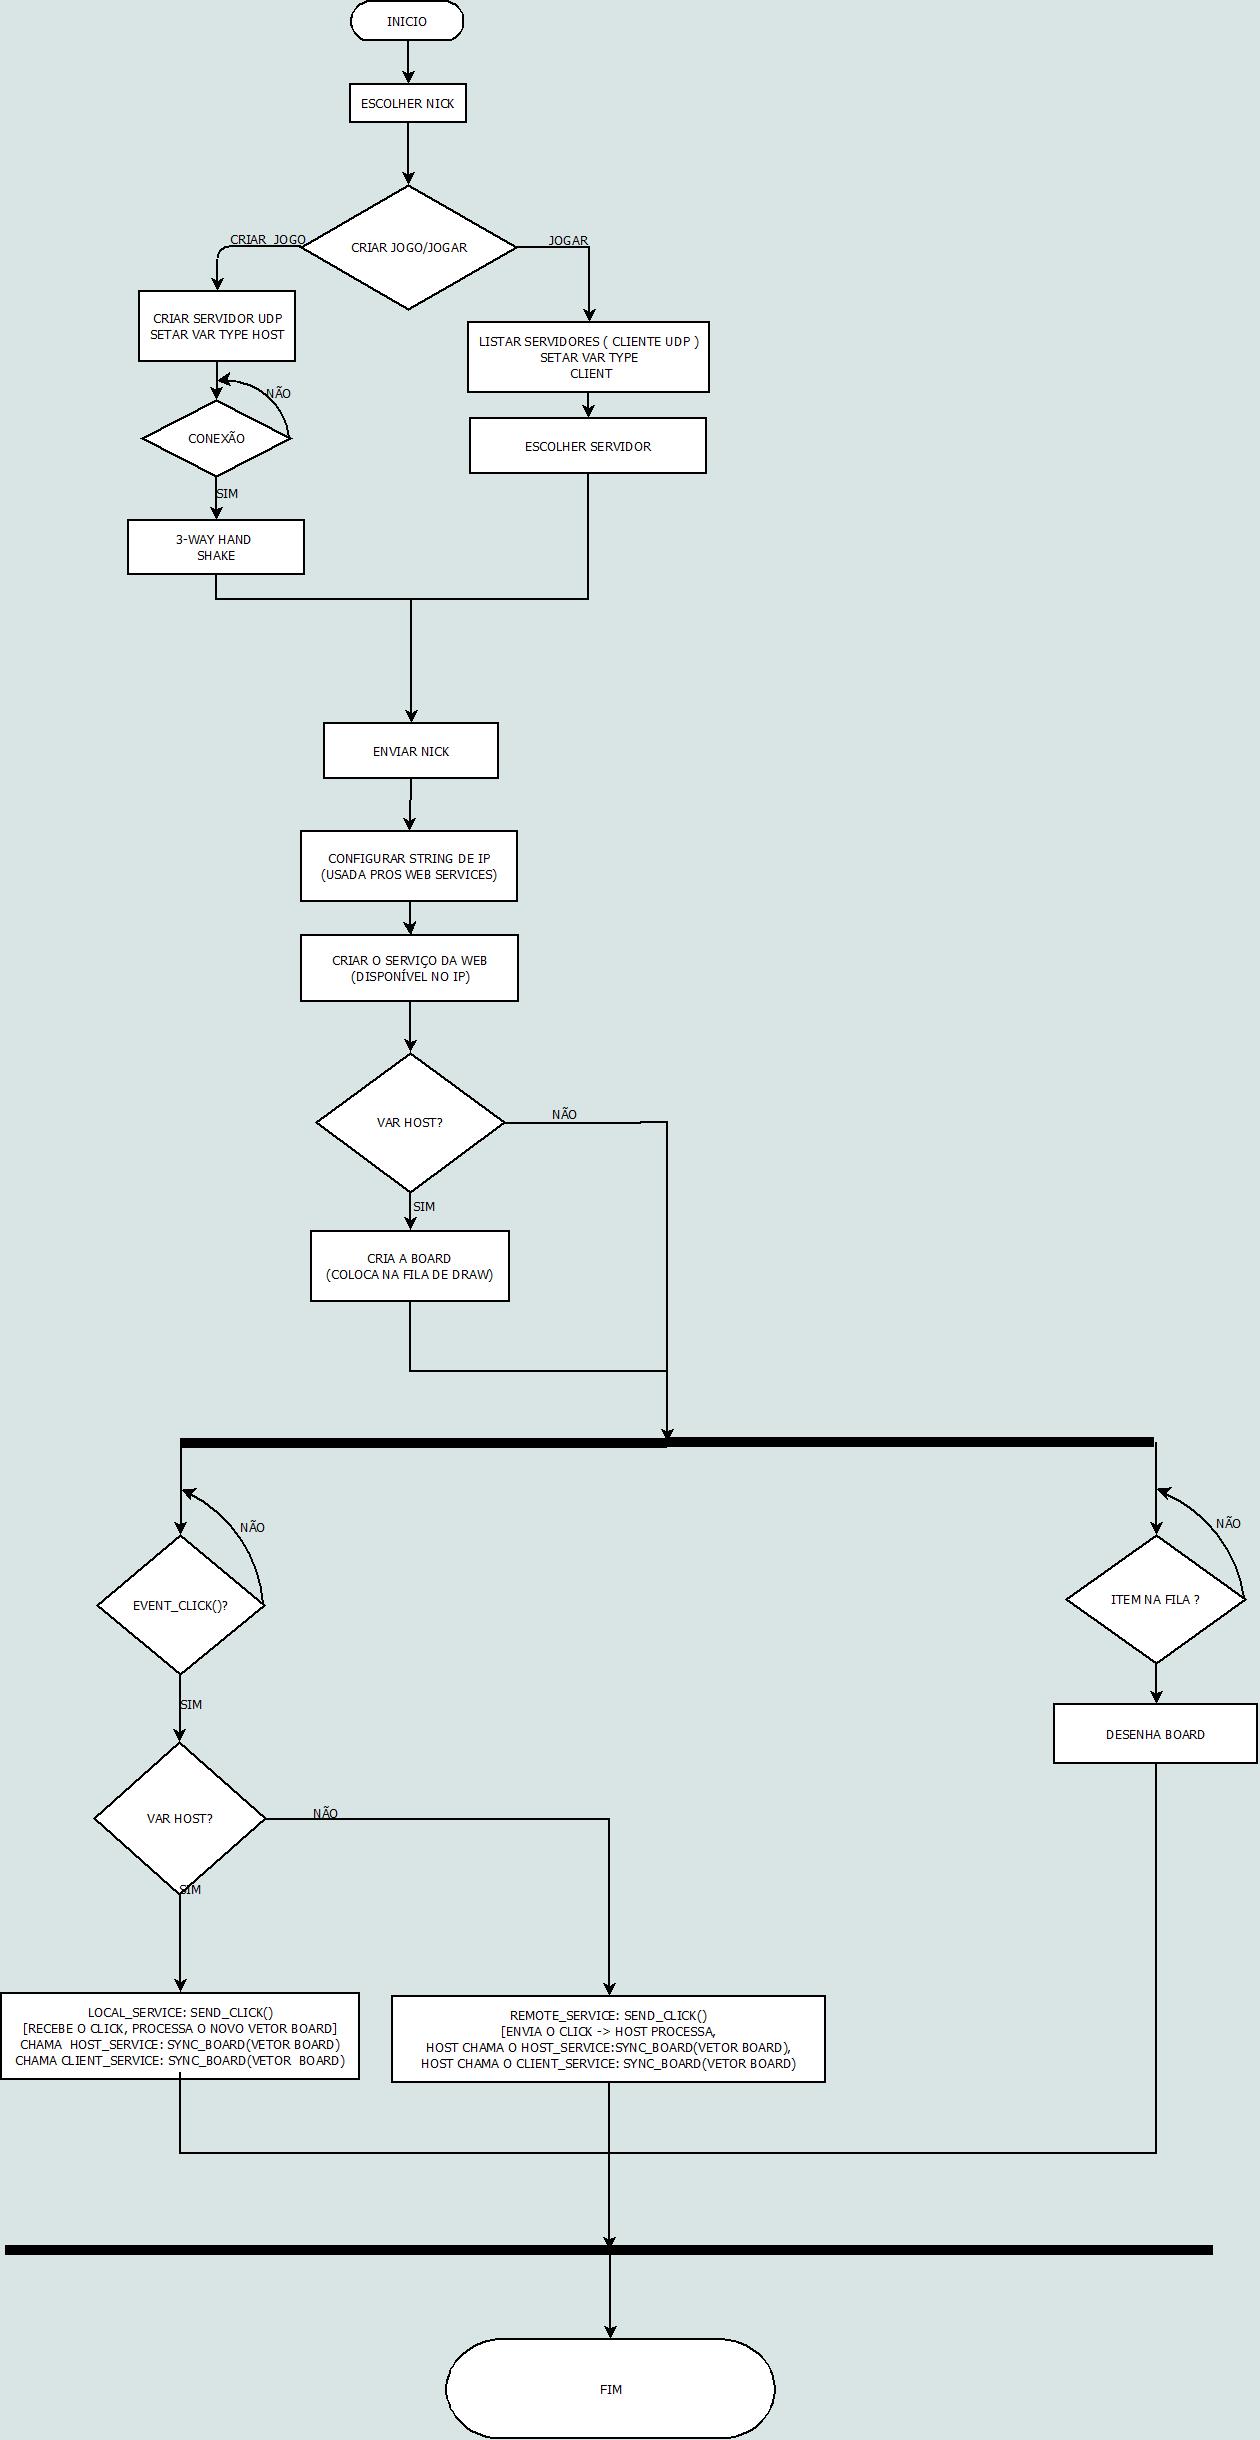 INICIO
ESCOLHER NICK
CRIAR JOGO/JOGAR
CRIAR JOGO
JOGAR
CRIAR SERVIDOR UDP
SETAR VAR TYPE HOST
LISTAR SERVIDORES ( CLIENTE UDP )
SETAR VAR TYPE
CLIENT
NÃO
CONEXÃO
ESCOLHER SERVIDOR
SIM
3-WAY HAND
SHAKE
ENVIAR NICK
CONFIGURAR STRING DE IP
(USADA PROS WEB SERVICES)
CRIAR O SERVIÇO DA WEB
(DISPONÍVEL NO IP)
VAR HOST?
NÃO
SIM
CRIA A BOARD
(COLOCA NA FILA DE DRAW)
NÃO
EVENT_CLICK()?
NÃO
ITEM NA FILA ?
SIM
DESENHA BOARD
VAR HOST?
NÃO
SIM
LOCAL_SERVICE: SEND_CLICK()
[RECEBE O CLICK, PROCESSA O NOVO VETOR BOARD]
CHAMA  HOST_SERVICE: SYNC_BOARD(VETOR BOARD)
CHAMA CLIENT_SERVICE: SYNC_BOARD(VETOR  BOARD)
REMOTE_SERVICE: SEND_CLICK()
[ENVIA O CLICK -> HOST PROCESSA,
HOST CHAMA O HOST_SERVICE:SYNC_BOARD(VETOR BOARD),
HOST CHAMA O CLIENT_SERVICE: SYNC_BOARD(VETOR BOARD)
FIM